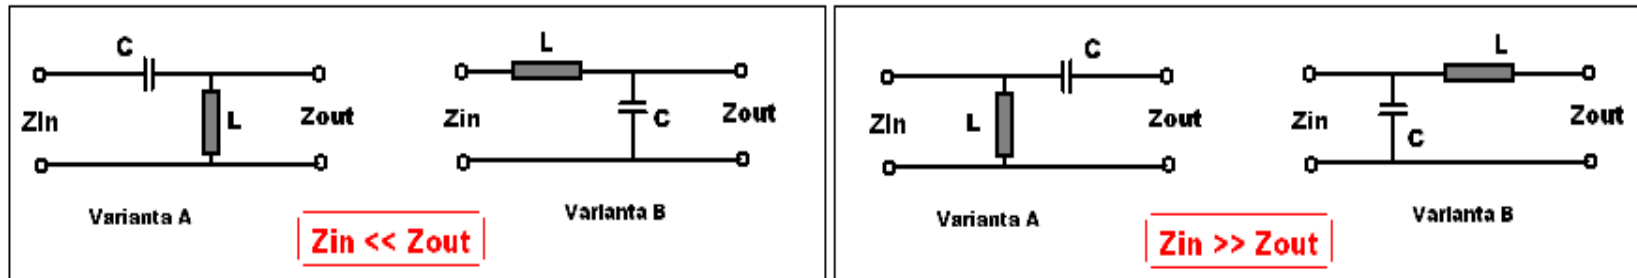 C
ZIn
L
Zout
Varianta A
L
Zin
C
Zout
Varianta B
Zin << Zout
C
ZIn
L
Zout
Varianta A
L
Zin
C
Zout
Varianta B
Zin >> Zout